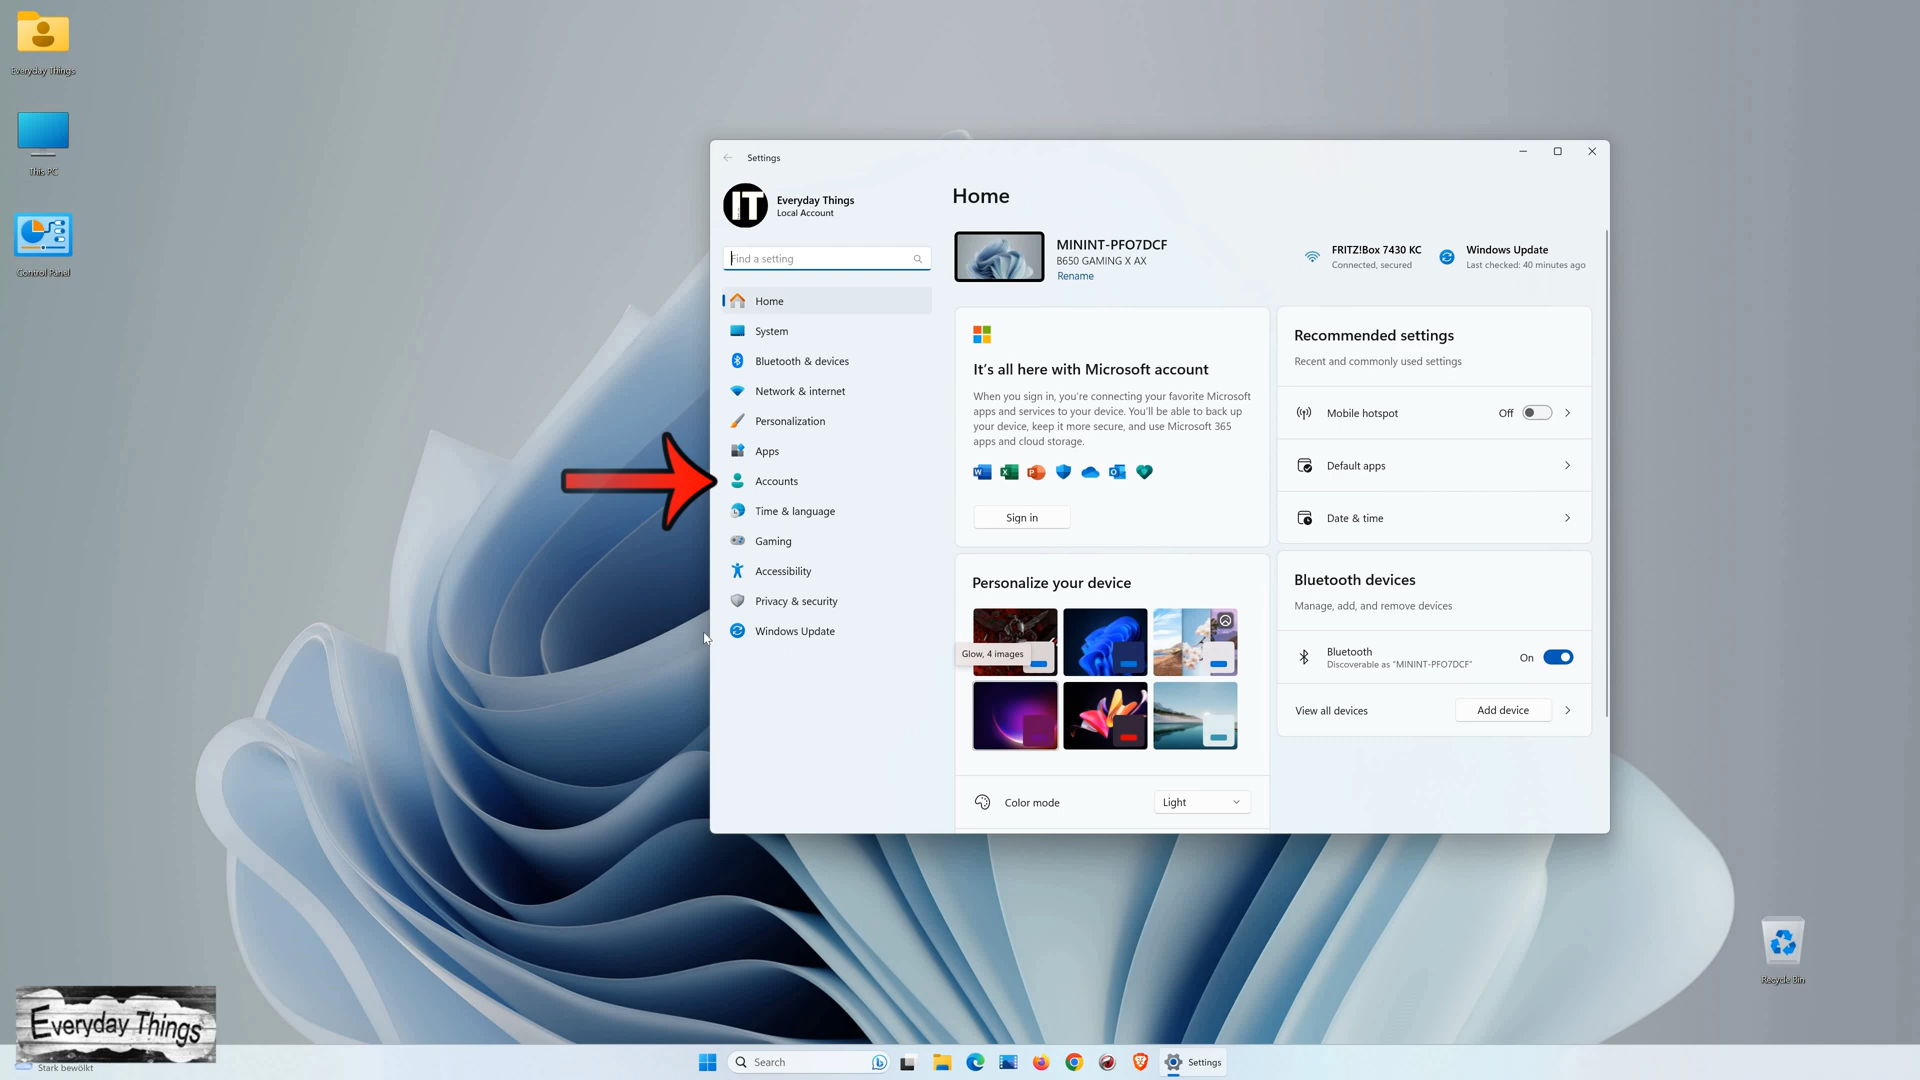 Everyday Things
This PC
Control Panel
Settings
IT
Everyday Things
Local Account
Find a setting
Home
System
Bluetooth & devices
Network & internet
Personalization
Apps
Accounts
Time & language
Gaming
Accessibility
Privacy & security
Windows Update
Home
MININT-PFO7DCF
B650 GAMING X AX
Rename
FRITZ!Box 7430 KC
Connected, secured
Windows Update
Last checked: 40 minutes ago
It's all here with Microsoft account
When you sign in, you're connecting your favorite Microsoft
apps and services to your device. You'll be able to back up
your device, keep it more secure, and use Microsoft 365
apps and cloud storage.
Sign in
Personalize your device
Glow, 4 images
Color mode
Light
Recommended settings
Recent and commonly used settings
Mobile hotspot
Off
Default apps
Date & time
Bluetooth devices
Manage, add, and remove devices
Bluetooth
Discoverable as "MININT-PFO7DCF"
On
View all devices
Add device
Recycle Bin
Everyday Things
Stark bewölkt
Search
Settings